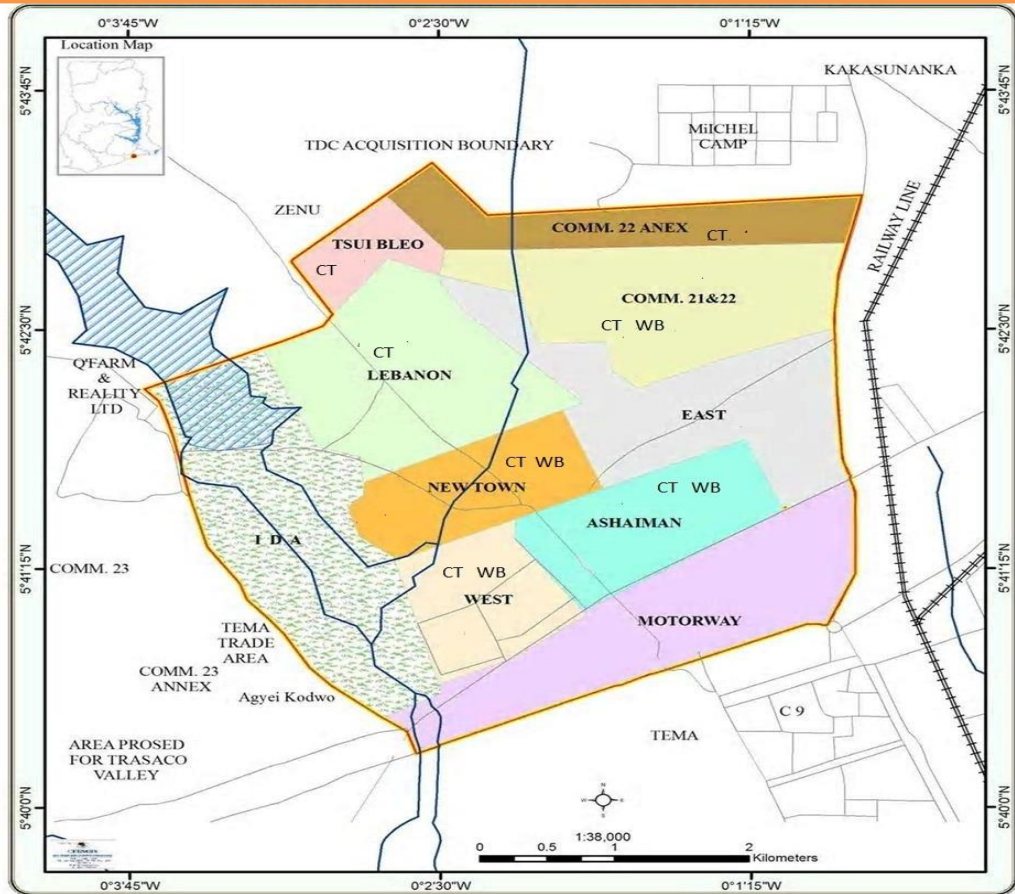 0°3'45"W
0°2'30"W
0°1'15"W
Location Map
KAKASUNANKA
5°43'45"N
5°43'45"N
MiICHEL
CAMP
TDC ACQUISITION BOUNDARY
RAILWAY LINE
ZENU
COMM. 22 ANEX
CT
TSUI BLEO
CT
COMM. 21&22
CT WB
5°42'30"N
5°42'30"N
CT
LEBANON
Q'FARM
&
REALITY
LTD
EAST
CT WB
NEW TOWN
CT WB
ASHAIMAN
I D A
5°41'15"N
5°41'15"N
COMM. 23
CT WB
WEST
MOTORWAY
TEMA
TRADE
AREA
COMM. 23
ANNEX
Agyei Kodwo
C 9
TEMA
AREA PROSED
FOR TRASACO
VALLEY
5°40'0"N
5°40'0"N
N
W
E
S
1:38,000
0 0.5 1 2
Kilometers
0°3'45"W
0°2'30"W
0°1'15"W